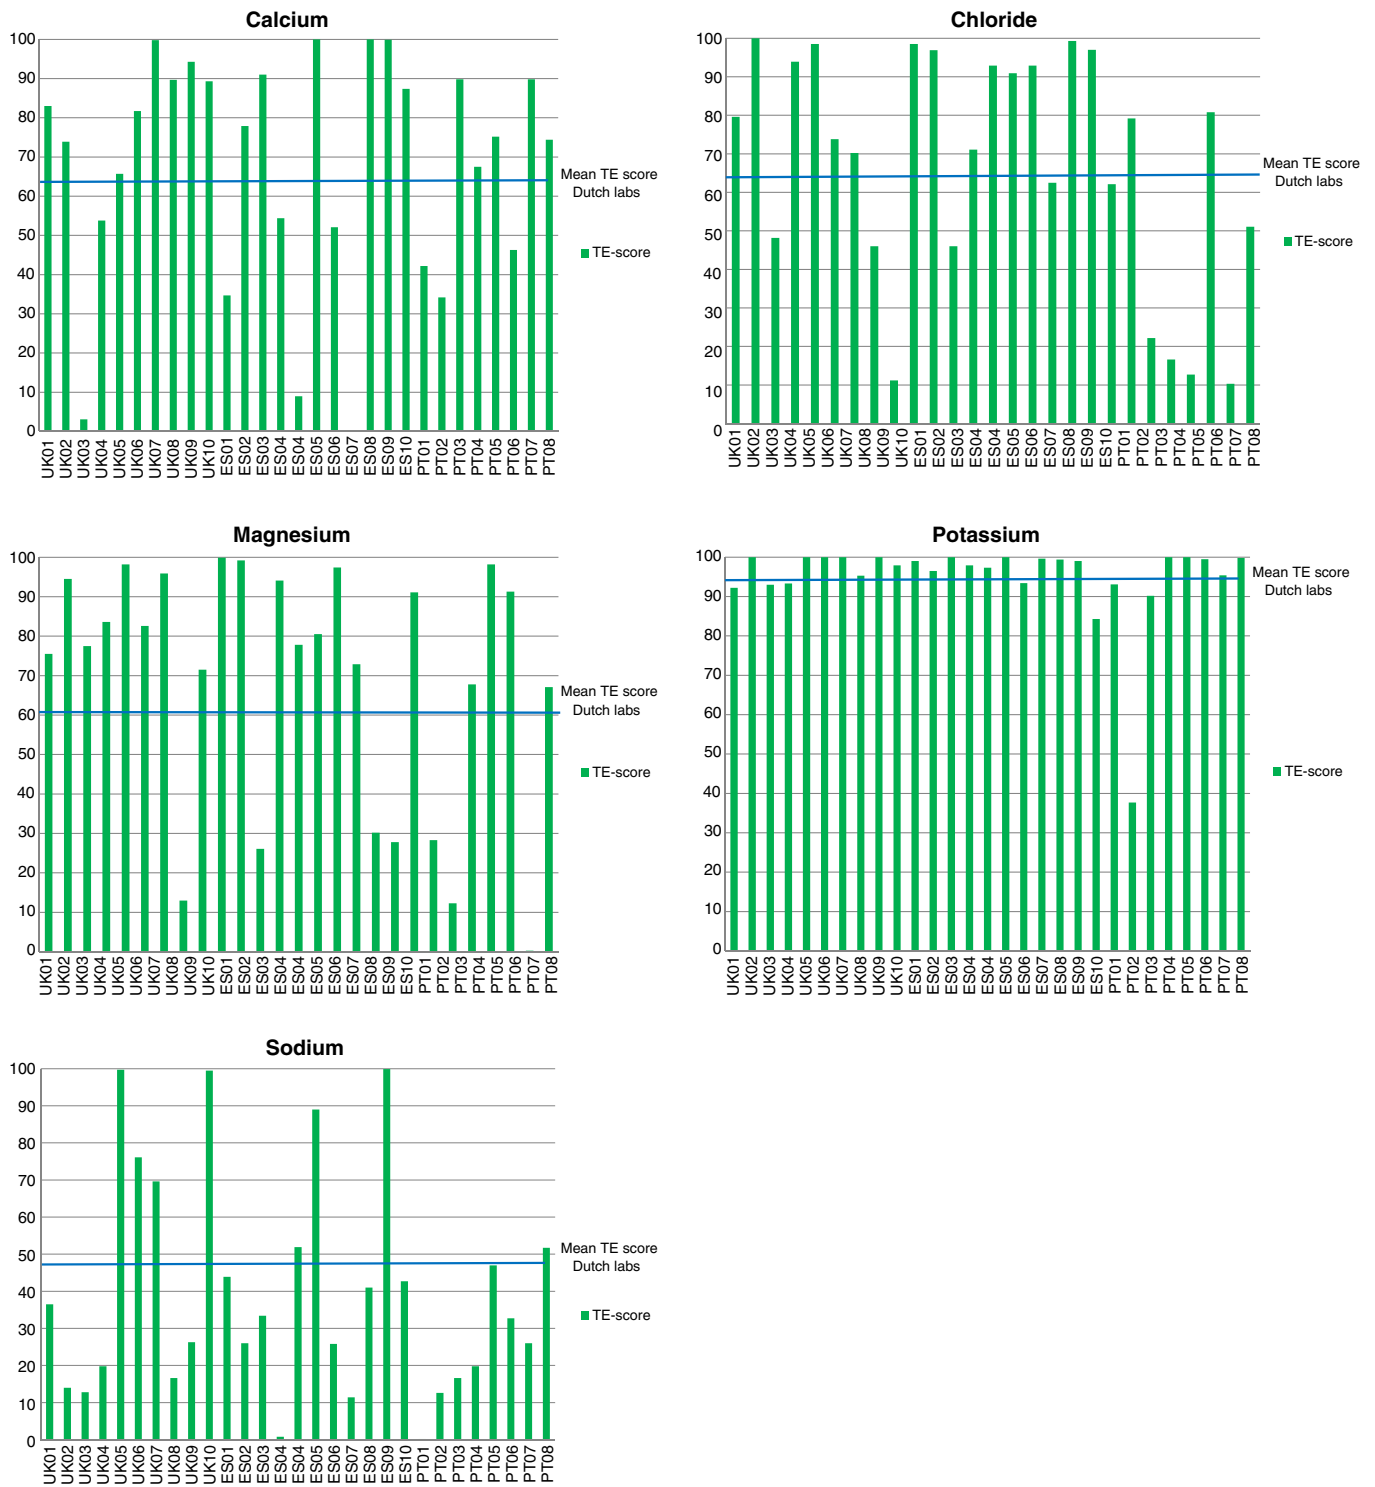 Calcium
100
90
80
70
60
50
40
30
20
10
0
UK01 UK02 UK03 UK04 UK05 UK06 UK07 UK08 UK09 UK10 ES01 ES02 ES03 ES04 ES04 ES05 ES06 ES07 ES08 ES09 ES10 PT01 PT02 PT03 PT04 PT05 PT06 PT07 PT08
Mean TE score
Dutch labs
TE-score
Chloride
100
90
80
70
60
50
40
30
20
10
0
UK01 UK02 UK03 UK04 UK05 UK06 UK07 UK08 UK09 UK10 ES01 ES02 ES03 ES04 ES04 ES05 ES06 ES07 ES08 ES09 ES10 PT01 PT02 PT03 PT04 PT05 PT06 PT07 PT08
Mean TE score
Dutch labs
TE-score
Magnesium
100
90
80
70
60
50
40
30
20
10
0
UK01 UK02 UK03 UK04 UK05 UK06 UK07 UK08 UK09 UK10 ES01 ES02 ES03 ES04 ES04 ES05 ES06 ES07 ES08 ES09 ES10 PT01 PT02 PT03 PT04 PT05 PT06 PT07 PT08
Mean TE score
Dutch labs
TE-score
Potassium
100
90
80
70
60
50
40
30
20
10
0
UK01 UK02 UK03 UK04 UK05 UK06 UK07 UK08 UK09 UK10 ES01 ES02 ES03 ES04 ES04 ES05 ES06 ES07 ES08 ES09 ES10 PT01 PT02 PT03 PT04 PT05 PT06 PT07 PT08
Mean TE score
Dutch labs
TE-score
Sodium
100
90
80
70
60
50
40
30
20
10
0
UK01 UK02 UK03 UK04 UK05 UK06 UK07 UK08 UK09 UK10 ES01 ES02 ES03 ES04 ES04 ES05 ES06 ES07 ES08 ES09 ES10 PT01 PT02 PT03 PT04 PT05 PT06 PT07 PT08
Mean TE score
Dutch labs
TE-score